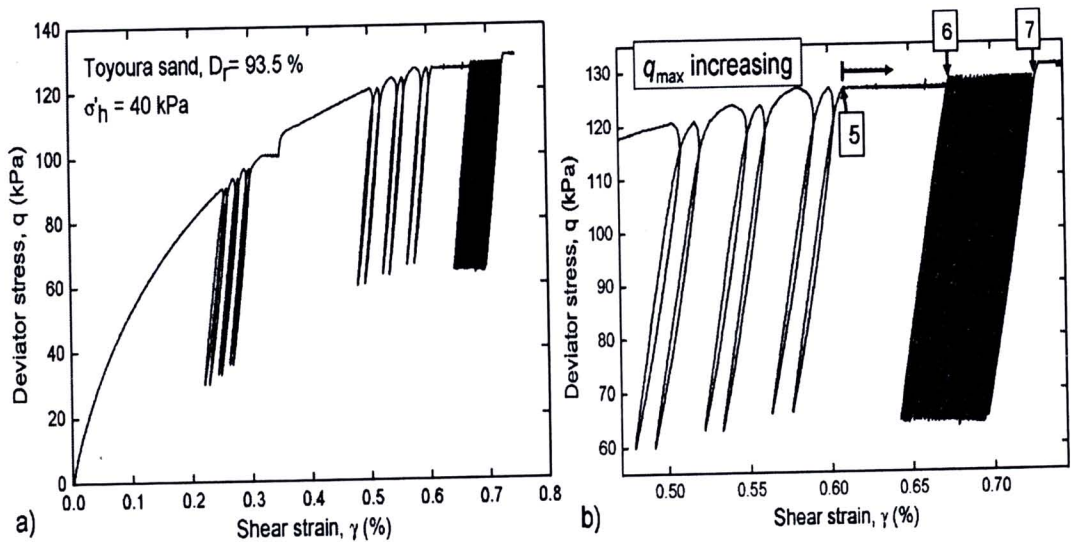 Toyoura sand, Dr= 93.5 %
σ'h = 40 kPa
Deviator stress, q (kPa)
140
120
100
80
60
40
20
0
0.0 0.1 0.2 0.3 0.4 0.5 0.6 0.7 0.8
Shear strain, γ (%)
a)
qmax increasing
6
7
5
Deviator stress, q (kPa)
130
120
110
100
90
80
70
60
0.50 0.55 0.60 0.65 0.70
Shear strain, γ (%)
b)